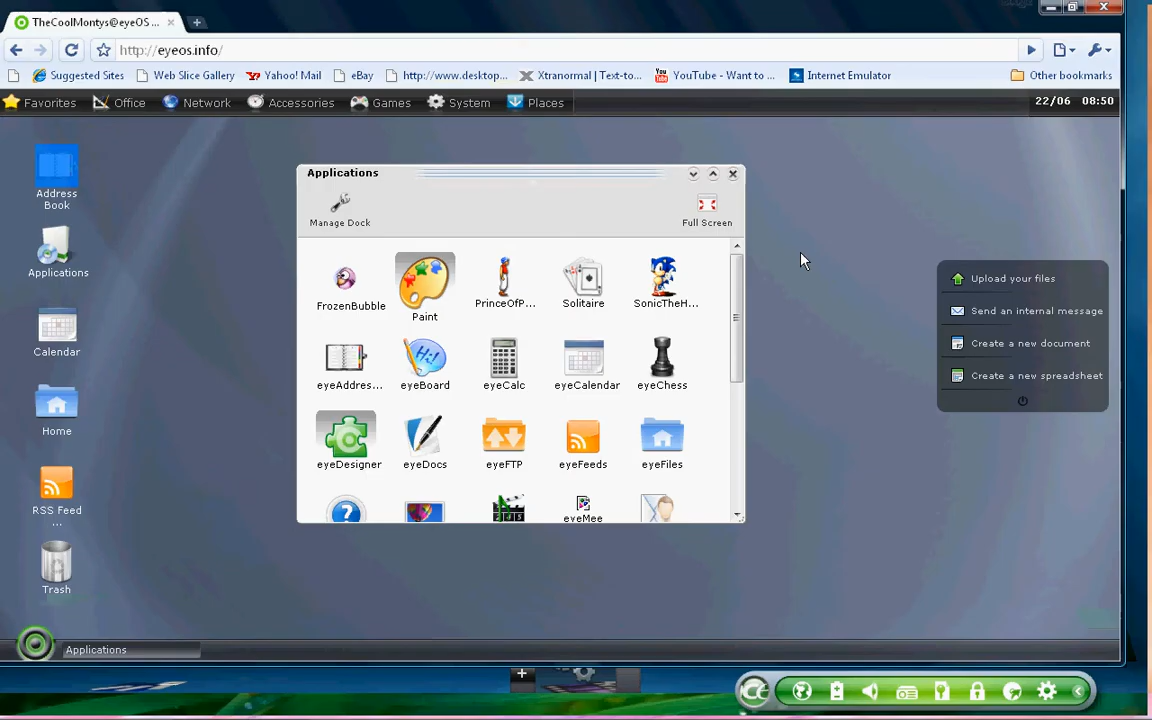 TheCoolMontys@eyeOS ...
http://eyeos.info/
Suggested Sites Web Slice Gallery Yahoo! Mail eBay http://www.desktop... Xtranormal | Text-to... YouTube - Want to ... Internet Emulator Other bookmarks
Favorites Office Network Accessories Games System Places 22/06 08:50
Address
Book
Applications
Calendar
Home
RSS Feed
...
Trash
Applications
Manage Dock Full Screen
FrozenBubble Paint PrinceOfP... Solitaire SonicTheH...
eyeAddres... eyeBoard eyeCalc eyeCalendar eyeChess
eyeDesigner eyeDocs eyeFTP eyeFeeds eyeFiles
eyeMee
Upload your files
Send an internal message
Create a new document
Create a new spreadsheet
Applications